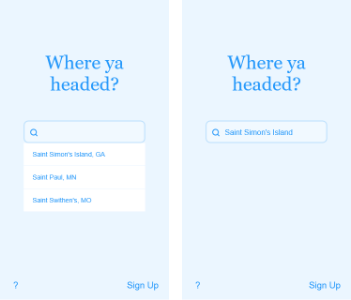 Where ya
headed?
Saint Simon's Island, GA
Saint Paul, MN
Saint Swithen's, MO
?
Sign Up
Where ya
headed?
Saint Simon's Island
?
Sign Up